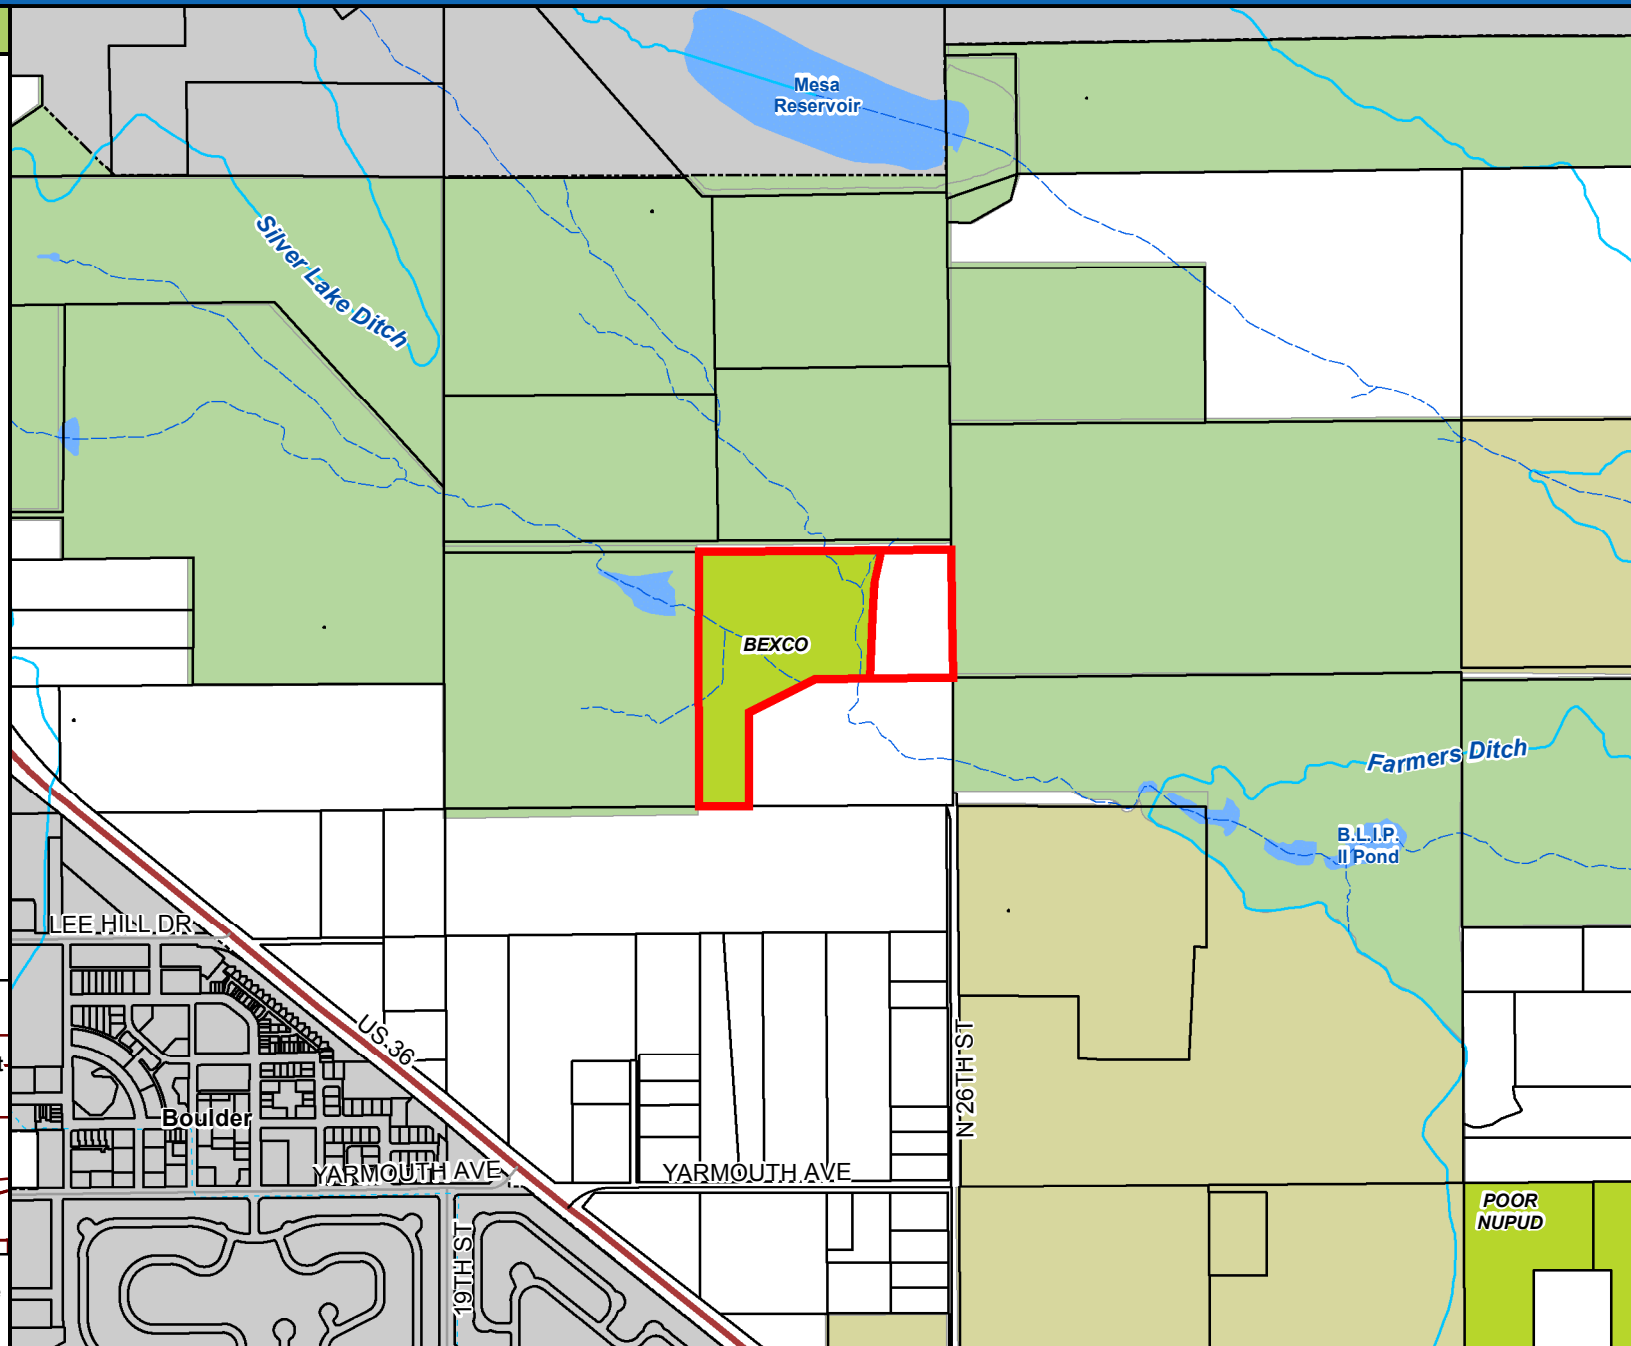 Mesa
Reservoir
Silver Lake Ditch
BEXCO
Farmers Ditch
B.L.I.P.
II Pond
LEE HILL DR
US 36
N 26TH ST
Boulder
YARMOUTH AVE
YARMOUTH AVE
POOR
NUPUD
19TH ST